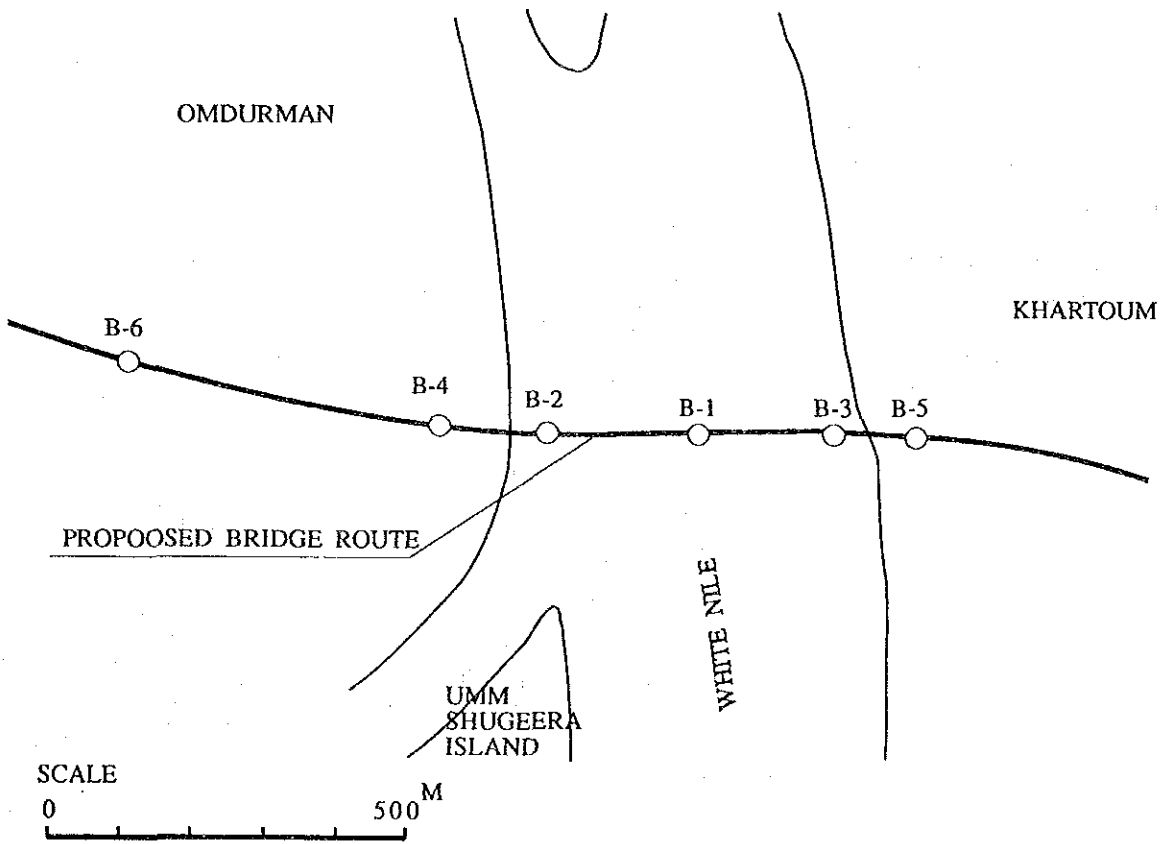 OMDURMAN
KHARTOUM
B-6
B-4
B-2
B-1
B-3
B-5
PROPOOSED BRIDGE ROUTE
WHITE NILE
UMM
SHUGEERA
ISLAND
SCALE
0 500 M